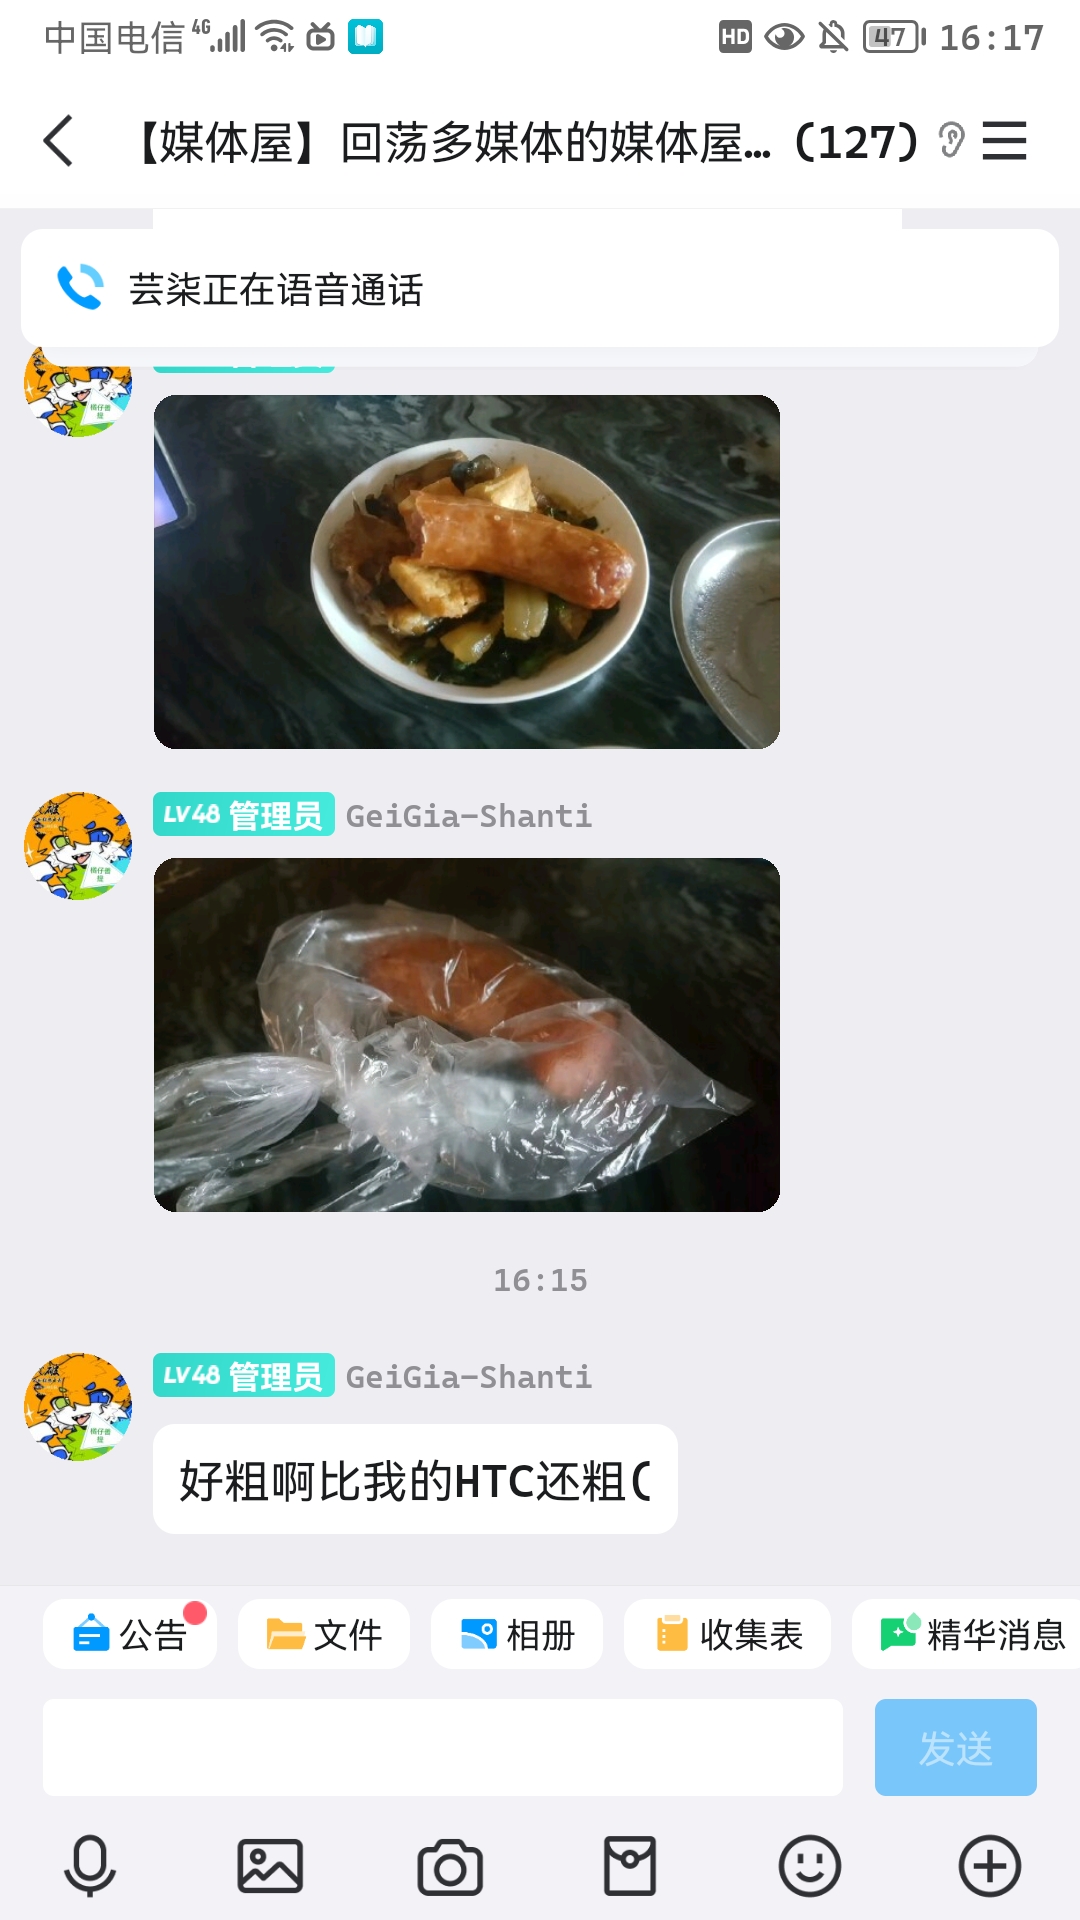 中国电信 4G HD 47 16:17
【媒体屋】回荡多媒体的媒体屋... (127)
芸柒正在语音通话
LV48 管理员 GeiGia-Shanti
16:15
LV48 管理员 GeiGia-Shanti
好粗啊比我的HTC还粗(
公告 文件 相册 收集表 精华消息
发送